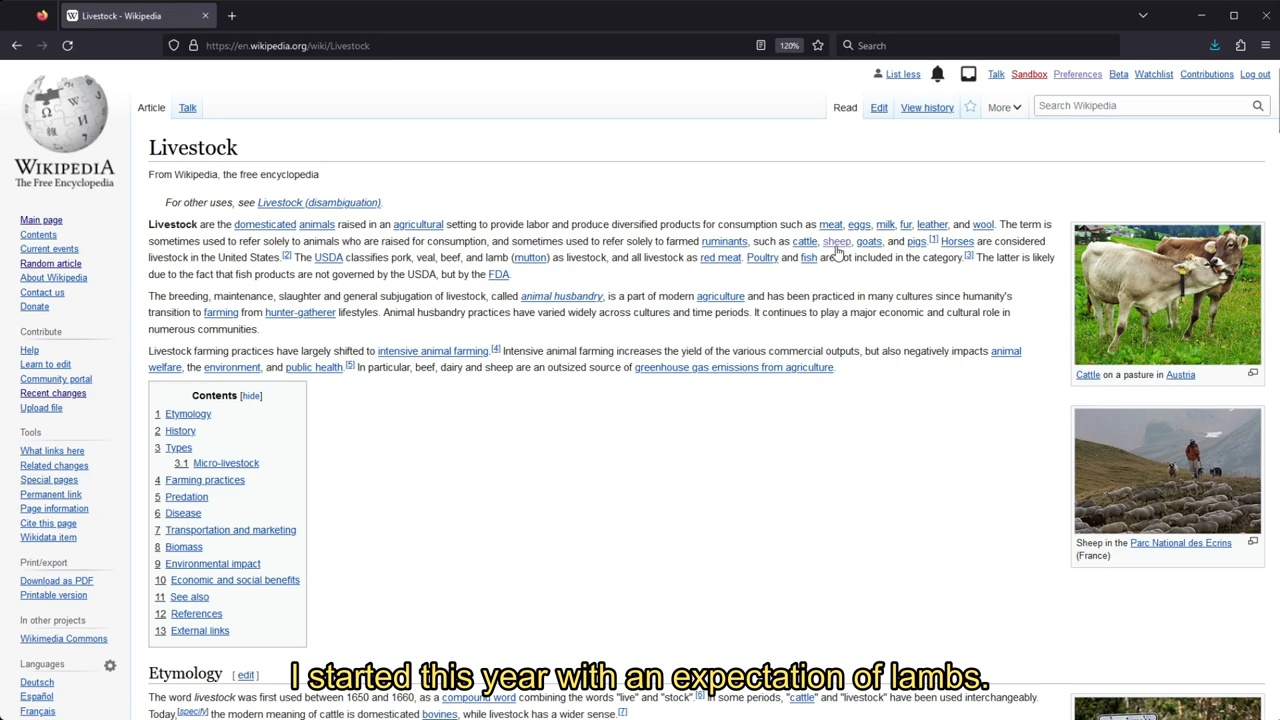 Livestock - Wikipedia
https://en.wikipedia.org/wiki/Livestock
120%
Search
List less
Talk
Sandbox
Preferences
Beta
Watchlist
Contributions
Log out
Article
Talk
Read
Edit
View history
More
Search Wikipedia
WIKIPEDIA
The Free Encyclopedia
Main page
Contents
Current events
Random article
About Wikipedia
Contact us
Donate
Contribute
Help
Learn to edit
Community portal
Recent changes
Upload file
Tools
What links here
Related changes
Special pages
Permanent link
Page information
Cite this page
Wikidata item
Print/export
Download as PDF
Printable version
In other projects
Wikimedia Commons
Languages
Deutsch
Español
Français
Livestock
From Wikipedia, the free encyclopedia
For other uses, see Livestock (disambiguation).
Livestock are the domesticated animals raised in an agricultural setting to provide labor and produce diversified products for consumption such as meat, eggs, milk, fur, leather, and wool. The term is
sometimes used to refer solely to animals who are raised for consumption, and sometimes used to refer solely to farmed ruminants, such as cattle, sheep, goats, and pigs.[1] Horses are considered
livestock in the United States.[2] The USDA classifies pork, veal, beef, and lamb (mutton) as livestock, and all livestock as red meat. Poultry and fish are not included in the category.[3] The latter is likely
due to the fact that fish products are not governed by the USDA, but by the FDA.
The breeding, maintenance, slaughter and general subjugation of livestock, called animal husbandry, is a part of modern agriculture and has been practiced in many cultures since humanity's
transition to farming from hunter-gatherer lifestyles. Animal husbandry practices have varied widely across cultures and time periods. It continues to play a major economic and cultural role in
numerous communities.
Livestock farming practices have largely shifted to intensive animal farming.[4] Intensive animal farming increases the yield of the various commercial outputs, but also negatively impacts animal
welfare, the environment, and public health.[5] In particular, beef, dairy and sheep are an outsized source of greenhouse gas emissions from agriculture.
Contents [hide]
1 Etymology
2 History
3 Types
3.1 Micro-livestock
4 Farming practices
5 Predation
6 Disease
7 Transportation and marketing
8 Biomass
9 Environmental impact
10 Economic and social benefits
11 See also
12 References
13 External links
Cattle on a pasture in Austria
Sheep in the Parc National des Ecrins
(France)
Etymology [ edit ]
The word livestock was first used between 1650 and 1660, as a compound word combining the words "live" and "stock".[6] In some periods, "cattle" and "livestock" have been used interchangeably.
Today,[specify] the modern meaning of cattle is domesticated bovines, while livestock has a wider sense.[7]
I started this year with an expectation of lambs.